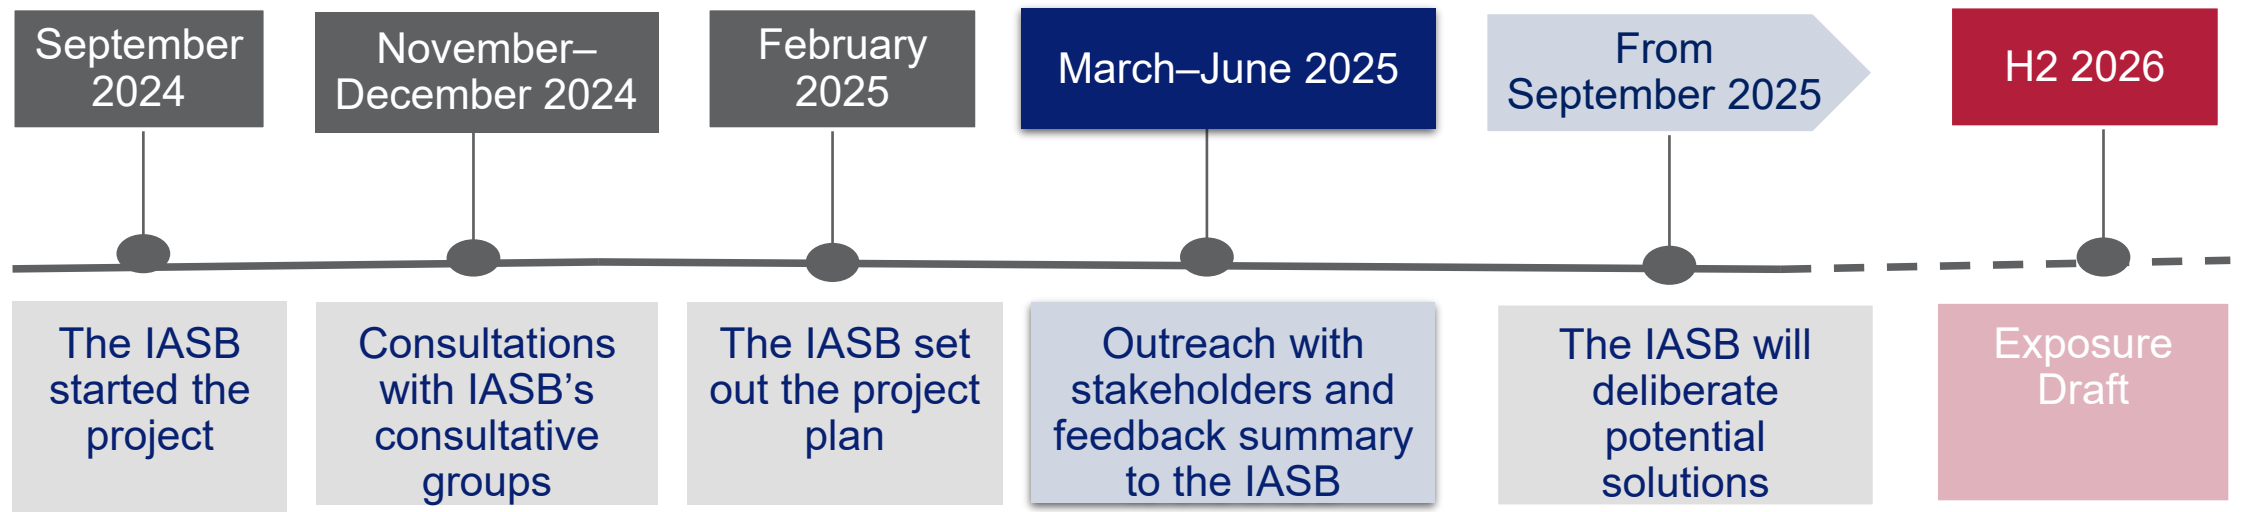 September
2024
November–
December 2024
February
2025
March–June 2025
From
September 2025
H2 2026
The IASB
started the
project
Consultations
with IASB’s
consultative
groups
The IASB set
out the project
plan
Outreach with
stakeholders and
feedback summary
to the IASB
The IASB will
deliberate
potential
solutions
Exposure
Draft